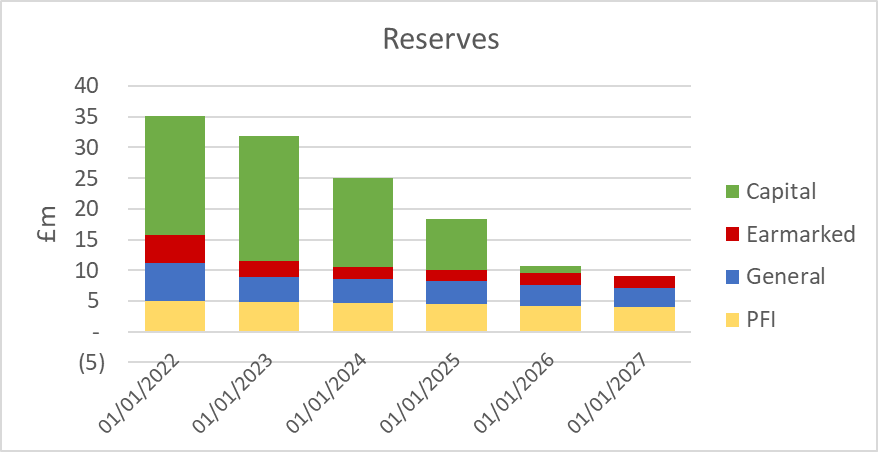 Reserves
40
35
30
25
20
15
10
5
-
(5)
£m
01/01/2022
01/01/2023
01/01/2024
01/01/2025
01/01/2026
01/01/2027
Capital
Earmarked
General
PFI